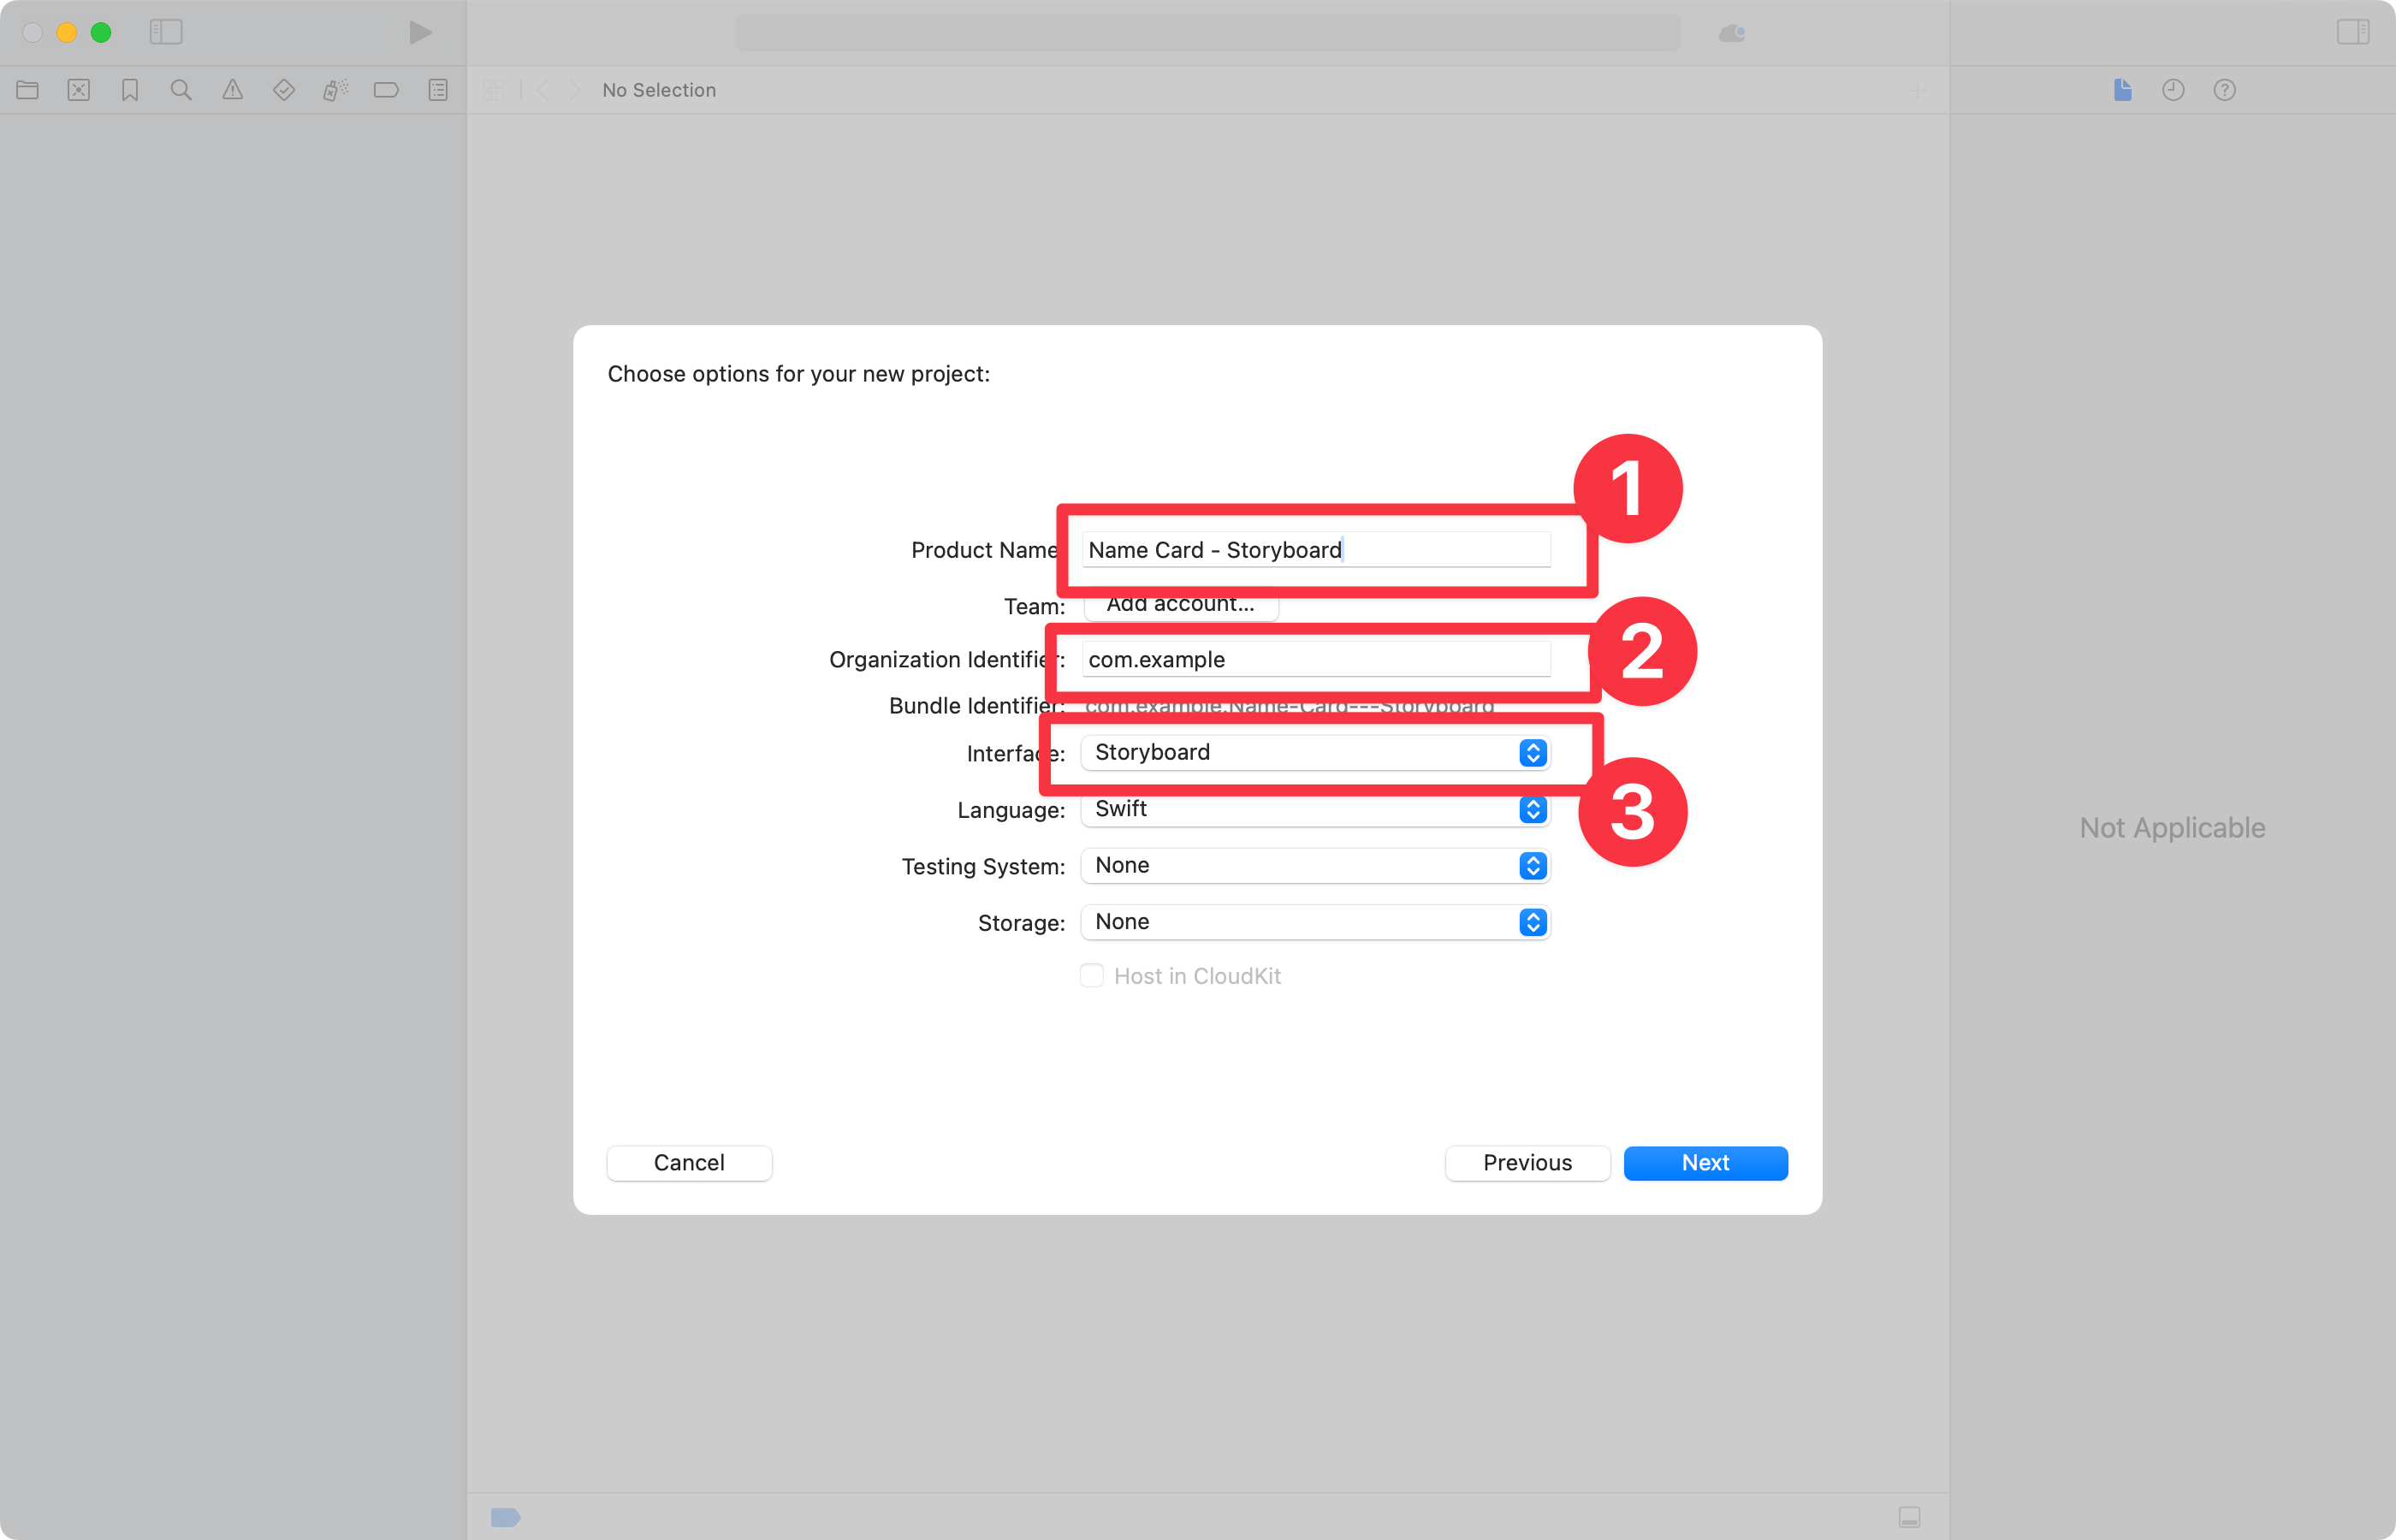 No Selection
Choose options for your new project:
1
Product Name
Name Card - Storyboard
Team:
Add account...
2
Organization Identifier:
com.example
Bundle Identifier:
com.example.Name-Card---Storyboard
Interface:
Storyboard
3
Language:
Swift
Testing System:
None
Storage:
None
Host in CloudKit
Not Applicable
Cancel
Previous
Next